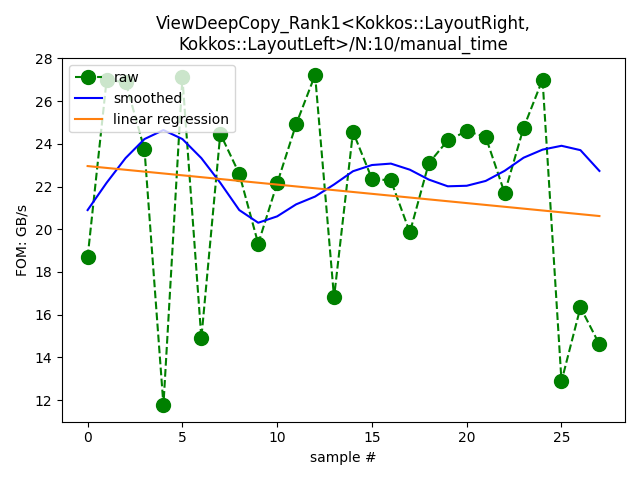 ViewDeepCopy_Rank1<Kokkos::LayoutRight,
Kokkos::LayoutLeft>/N:10/manual_time
raw
smoothed
linear regression
FOM: GB/s
28
26
24
22
20
18
16
14
12
0
5
10
15
20
25
sample #